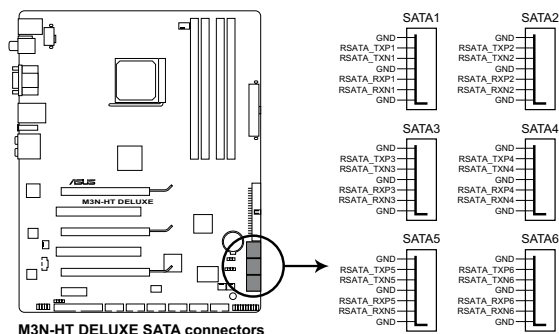 SATA1
GND
RSATA_TXP1
RSATA_TXN1
GND
RSATA_RXP1
RSATA_RXN1
GND
SATA2
GND
RSATA_TXP2
RSATA_TXN2
GND
RSATA_RXP2
RSATA_RXN2
GND
SATA3
GND
RSATA_TXP3
RSATA_TXN3
GND
RSATA_RXP3
RSATA_RXN3
GND
SATA4
GND
RSATA_TXP4
RSATA_TXN4
GND
RSATA_RXP4
RSATA_RXN4
GND
SATA5
GND
RSATA_TXP5
RSATA_TXN5
GND
RSATA_RXP5
RSATA_RXN5
GND
SATA6
GND
RSATA_TXP6
RSATA_TXN6
GND
RSATA_RXP6
RSATA_RXN6
GND
ASUS
M3N-HT DELUXE
M3N-HT DELUXE SATA connectors